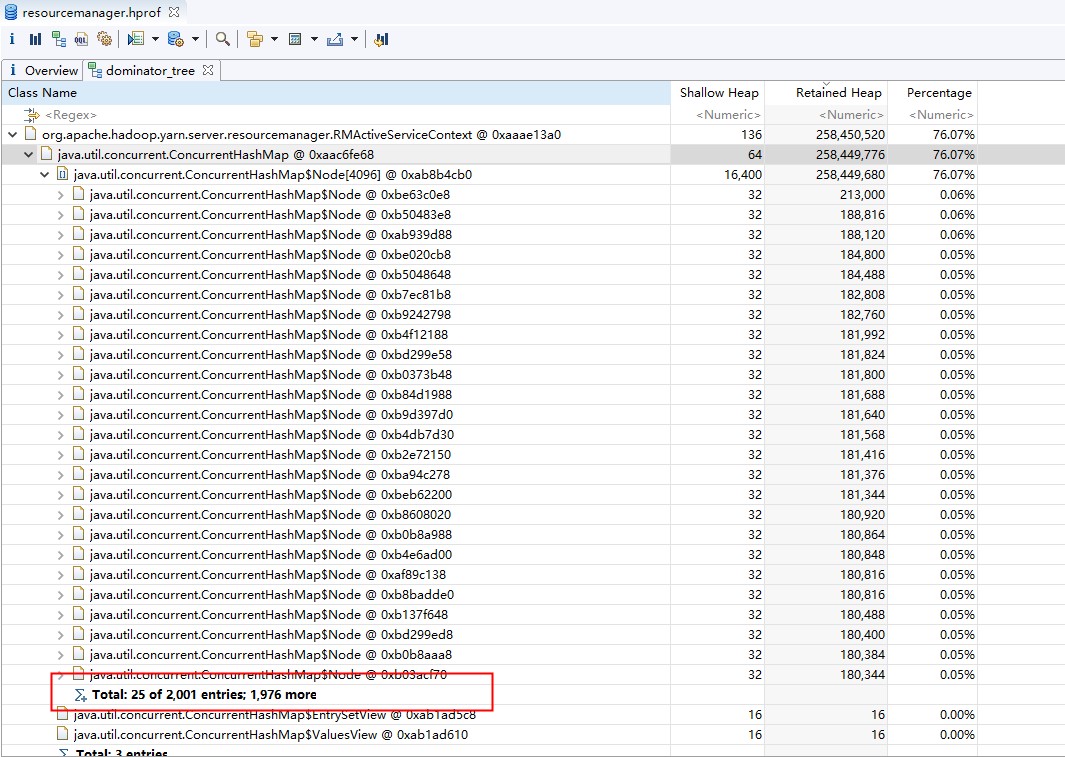 resourcemanager.hprof
i OQL
i Overview dominator_tree
Class Name Shallow Heap Retained Heap Percentage
<Regex> <Numeric> <Numeric> <Numeric>
org.apache.hadoop.yarn.server.resourcemanager.RMActiveServiceContext @ 0xaaae13a0 136 258,450,520 76.07%
java.util.concurrent.ConcurrentHashMap @ 0xaac6fe68 64 258,449,776 76.07%
java.util.concurrent.ConcurrentHashMap$Node[4096] @ 0xab8b4cb0 16,400 258,449,680 76.07%
java.util.concurrent.ConcurrentHashMap$Node @ 0xbe63c0e8 32 213,000 0.06%
java.util.concurrent.ConcurrentHashMap$Node @ 0xb50483e8 32 188,816 0.06%
java.util.concurrent.ConcurrentHashMap$Node @ 0xab939d88 32 188,120 0.06%
java.util.concurrent.ConcurrentHashMap$Node @ 0xbe020cb8 32 184,800 0.05%
java.util.concurrent.ConcurrentHashMap$Node @ 0xb5048648 32 184,488 0.05%
java.util.concurrent.ConcurrentHashMap$Node @ 0xb7ec81b8 32 182,808 0.05%
java.util.concurrent.ConcurrentHashMap$Node @ 0xb9242798 32 182,760 0.05%
java.util.concurrent.ConcurrentHashMap$Node @ 0xb4f12188 32 181,992 0.05%
java.util.concurrent.ConcurrentHashMap$Node @ 0xbd299e58 32 181,824 0.05%
java.util.concurrent.ConcurrentHashMap$Node @ 0xb0373b48 32 181,800 0.05%
java.util.concurrent.ConcurrentHashMap$Node @ 0xb84d1988 32 181,688 0.05%
java.util.concurrent.ConcurrentHashMap$Node @ 0xb9d397d0 32 181,640 0.05%
java.util.concurrent.ConcurrentHashMap$Node @ 0xb4db7d30 32 181,568 0.05%
java.util.concurrent.ConcurrentHashMap$Node @ 0xb2e72150 32 181,416 0.05%
java.util.concurrent.ConcurrentHashMap$Node @ 0xba94c278 32 181,376 0.05%
java.util.concurrent.ConcurrentHashMap$Node @ 0xbeb62200 32 181,344 0.05%
java.util.concurrent.ConcurrentHashMap$Node @ 0xb8608020 32 180,920 0.05%
java.util.concurrent.ConcurrentHashMap$Node @ 0xb0b8a988 32 180,864 0.05%
java.util.concurrent.ConcurrentHashMap$Node @ 0xb4e6ad00 32 180,848 0.05%
java.util.concurrent.ConcurrentHashMap$Node @ 0xaf89c138 32 180,816 0.05%
java.util.concurrent.ConcurrentHashMap$Node @ 0xb8badde0 32 180,816 0.05%
java.util.concurrent.ConcurrentHashMap$Node @ 0xb137f648 32 180,488 0.05%
java.util.concurrent.ConcurrentHashMap$Node @ 0xbd299ed8 32 180,400 0.05%
java.util.concurrent.ConcurrentHashMap$Node @ 0xb0b8aaa8 32 180,384 0.05%
java.util.concurrent.ConcurrentHashMap$Node @ 0xb03acf70 32 180,344 0.05%
Total: 25 of 2,001 entries; 1,976 more
java.util.concurrent.ConcurrentHashMap$EntrySetView @ 0xab1ad5c8 16 16 0.00%
java.util.concurrent.ConcurrentHashMap$ValuesView @ 0xab1ad610 16 16 0.00%
Total: 3 entries